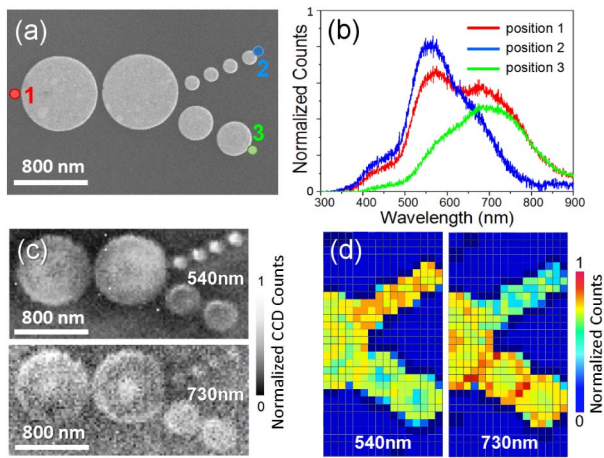 (a)
1
2
3
800 nm
(b)
Normalized Counts
1
0
position 1
position 2
position 3
300 400 500 600 700 800 900
Wavelength (nm)
(c)
540nm
800 nm
730nm
800 nm
1
0
Normalized CCD Counts
(d)
540nm
730nm
1
0
Normalized Counts